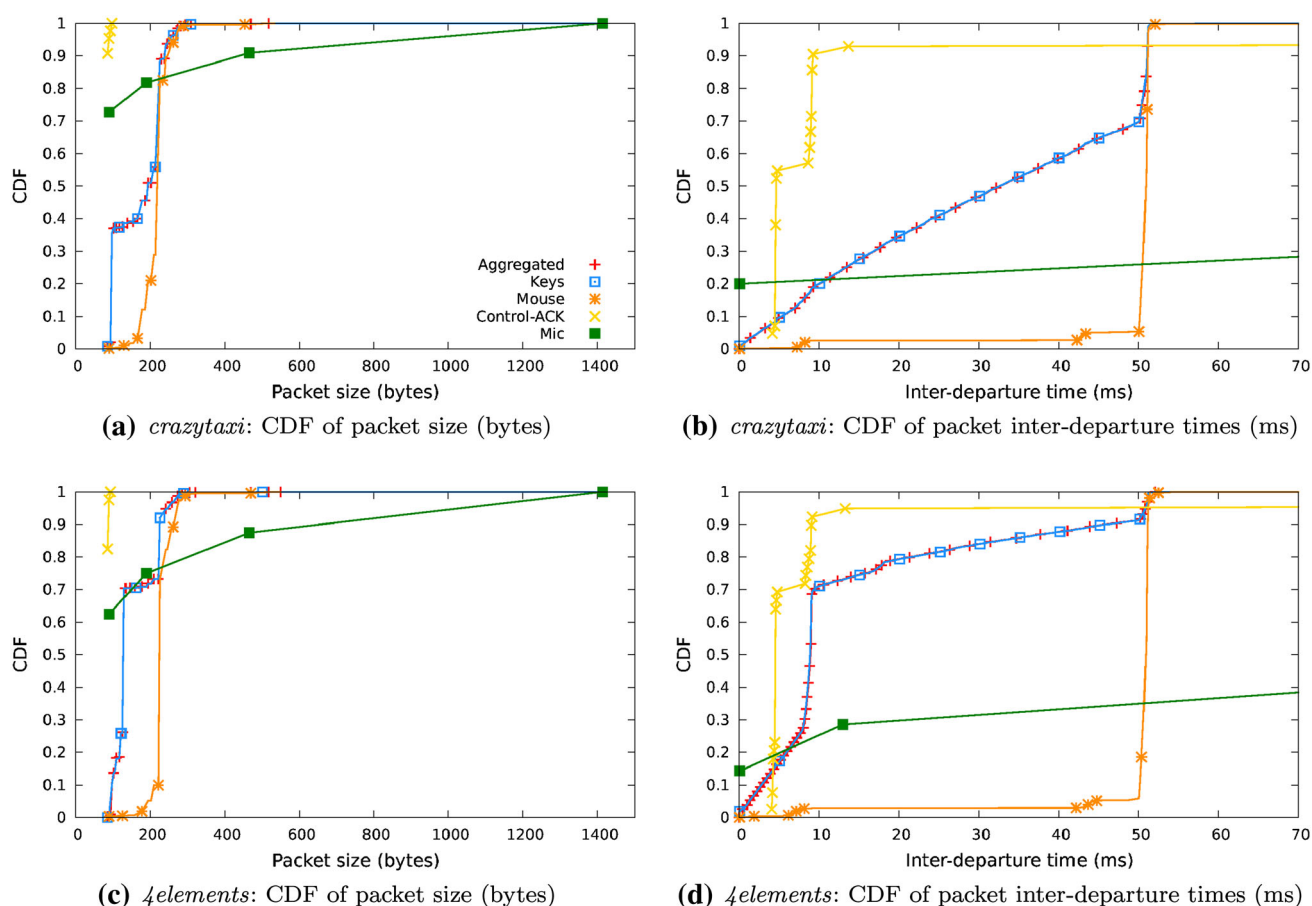 1
0.9
0.8
0.7
0.6
0.5
0.4
0.3
0.2
0.1
0
CDF
0 200 400 600 800 1000 1200 1400
Packet size (bytes)
Aggregated
Keys
Mouse
Control-ACK
Mic
(a) crazytaxi: CDF of packet size (bytes)
1
0.9
0.8
0.7
0.6
0.5
0.4
0.3
0.2
0.1
0
CDF
0 10 20 30 40 50 60 70
Inter-departure time (ms)
(b) crazytaxi: CDF of packet inter-departure times (ms)
1
0.9
0.8
0.7
0.6
0.5
0.4
0.3
0.2
0.1
0
CDF
0 200 400 600 800 1000 1200 1400
Packet size (bytes)
(c) 4elements: CDF of packet size (bytes)
1
0.9
0.8
0.7
0.6
0.5
0.4
0.3
0.2
0.1
0
CDF
0 10 20 30 40 50 60 70
Inter-departure time (ms)
(d) 4elements: CDF of packet inter-departure times (ms)